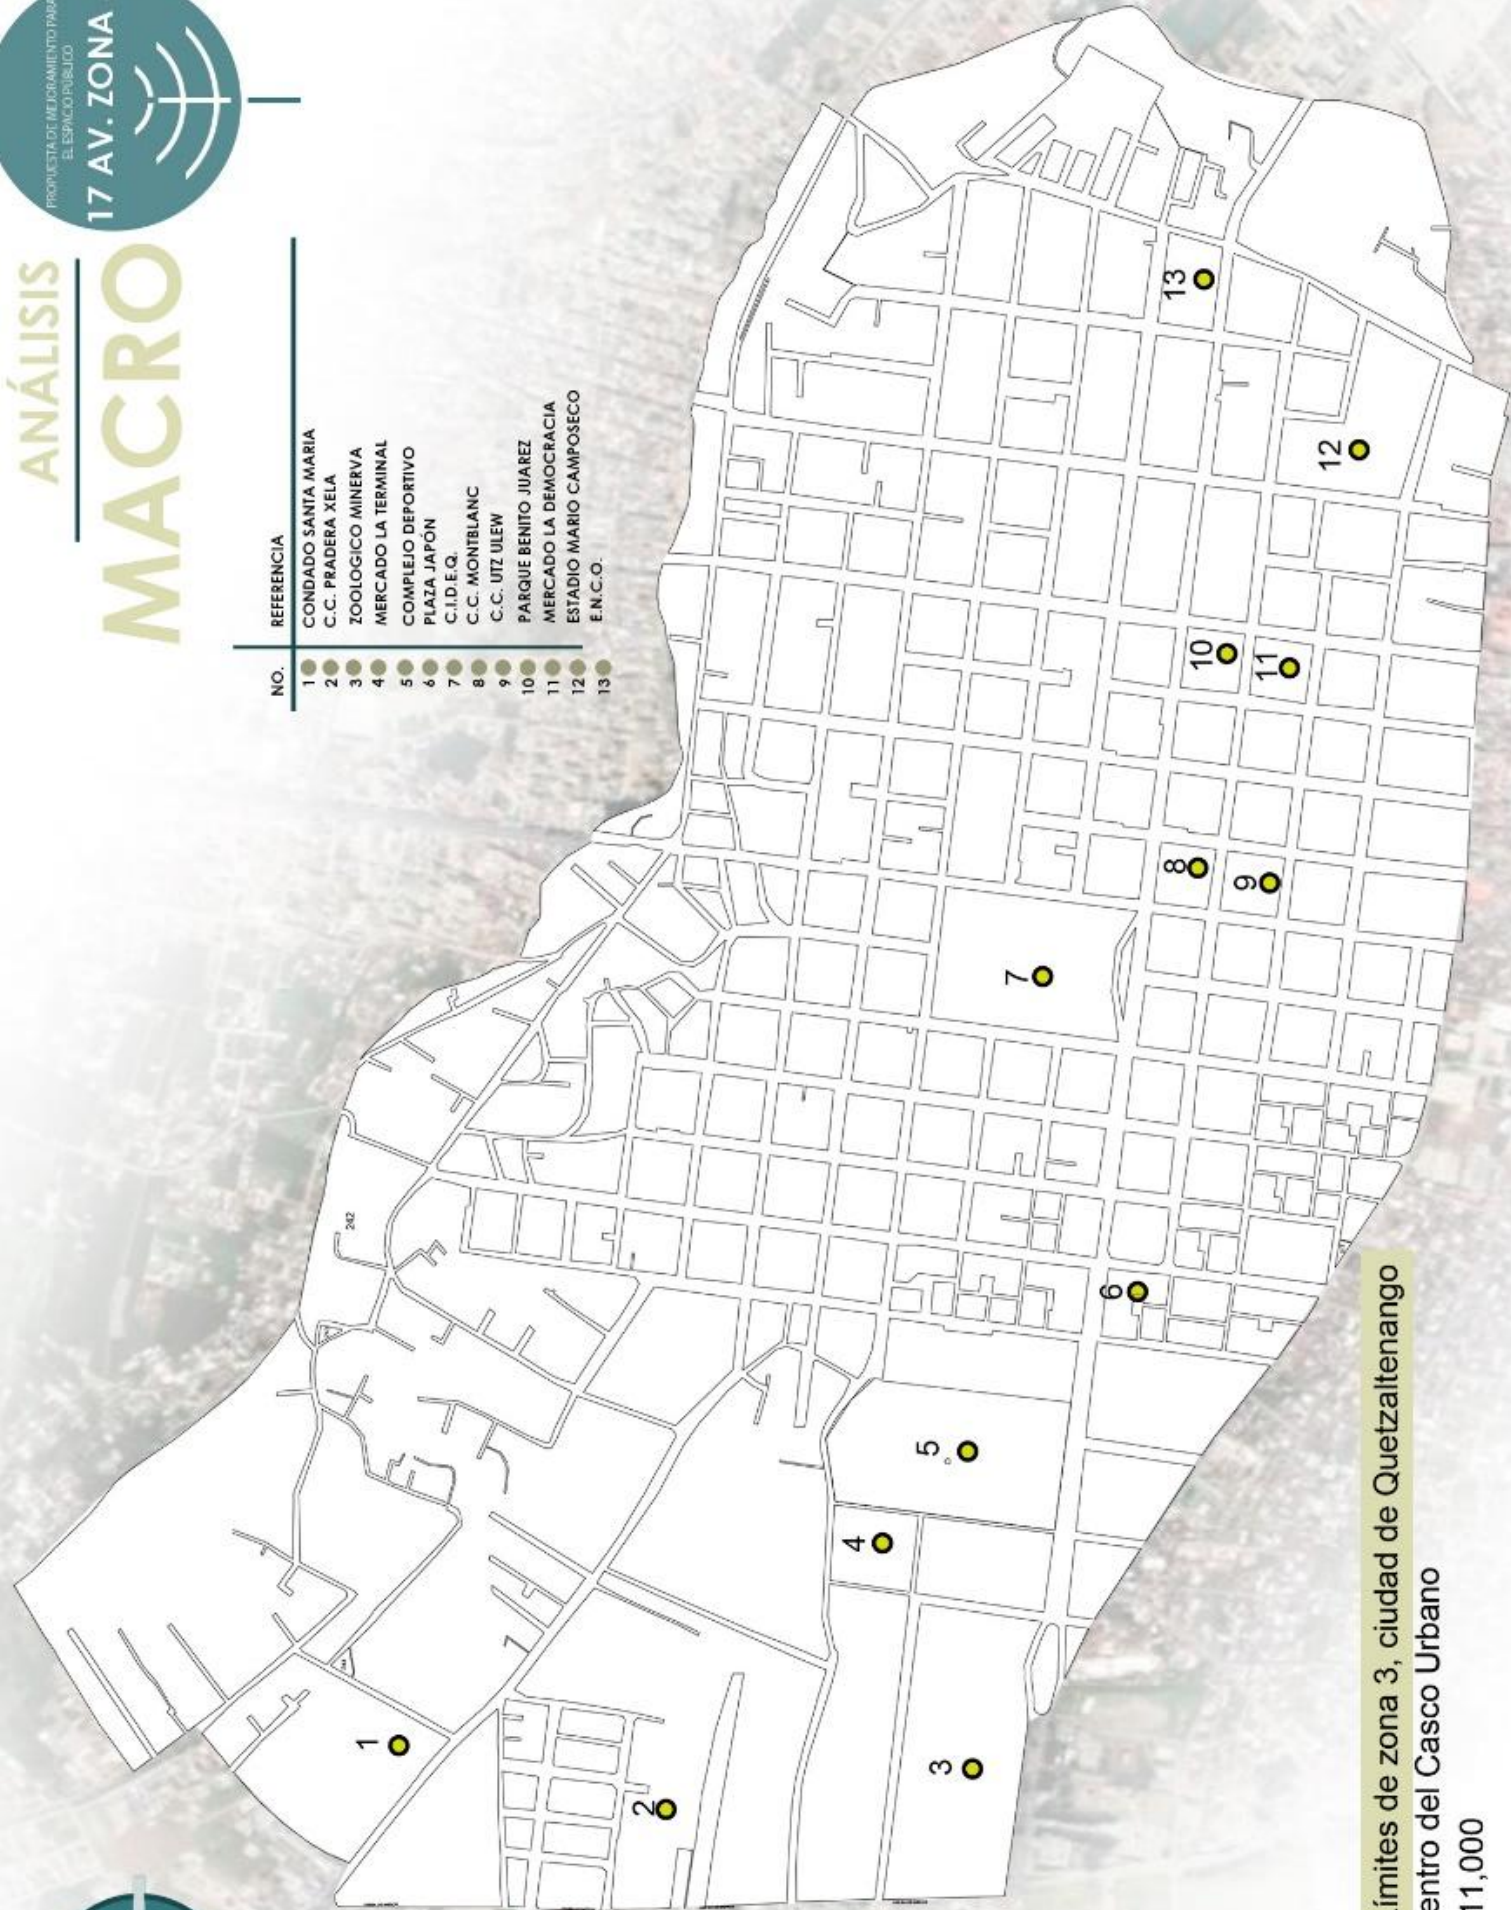 PROPUESTA DE MEJORAMIENTO PARA
EL ESPACIO PÚBLICO
17 AV. ZONA
ANÁLISIS
MACRO
NO. REFERENCIA
1 CONDADO SANTA MARIA
2 C.C. PRADERA XELA
3 ZOOLOGICO MINERVA
4 MERCADO LA TERMINAL
5 COMPLEJO DEPORTIVO
6 PLAZA JAPÓN
7 C.I.D.E.Q.
8 C.C. MONTBLANC
9 C.C. UTZ ULEW
10 PARQUE BENITO JUAREZ
11 MERCADO LA DEMOCRACIA
12 ESTADIO MARIO CAMPOSECO
13 E.N.C.O.
242
1
2
3
4
5
6
7
8
9
10
11
12
13
ímites de zona 3, ciudad de Quetzaltenango
entro del Casco Urbano
11,000